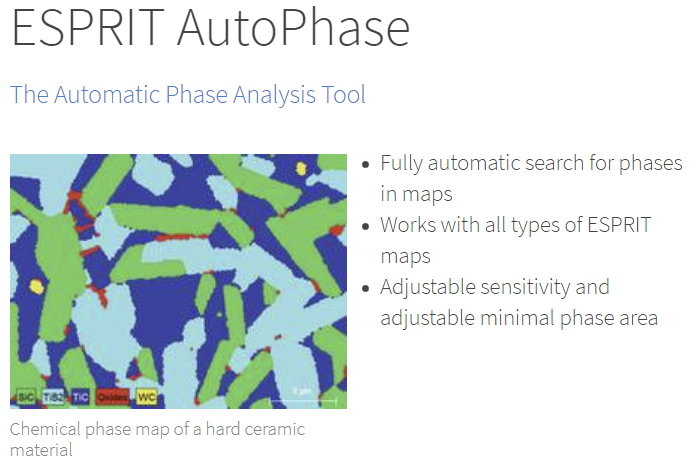 ESPRIT AutoPhase
The Automatic Phase Analysis Tool
Fully automatic search for phases
in maps
Works with all types of ESPRIT
maps
Adjustable sensitivity and
adjustable minimal phase area
SiC TiB2 TiC Oxides WC
Chemical phase map of a hard ceramic
material